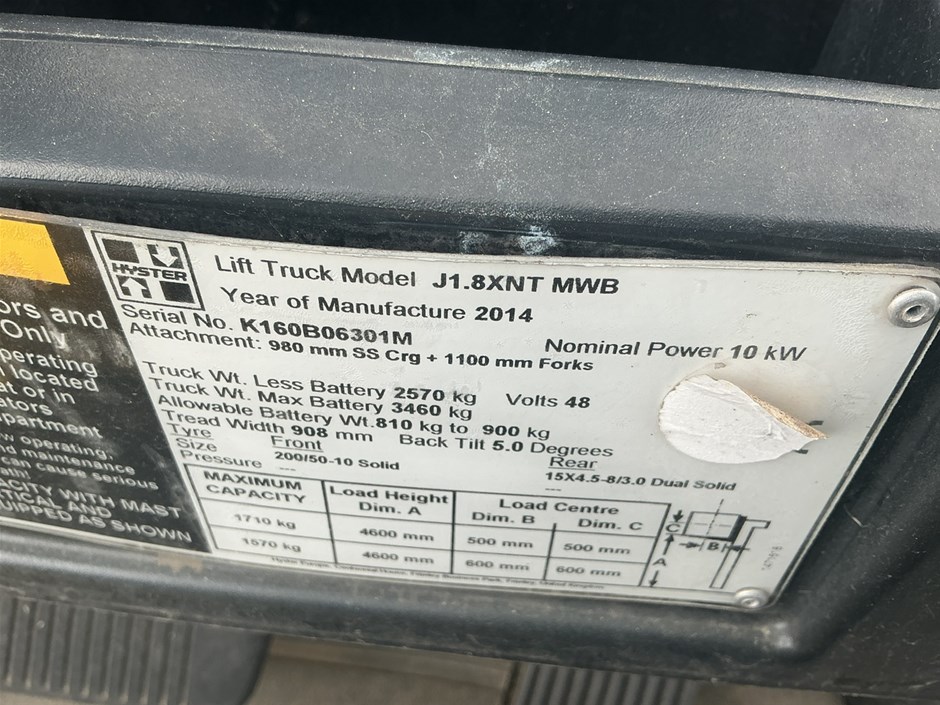 HYSTER
Lift Truck Model J1.8XNT MWB
Year of Manufacture 2014
Serial No. K160B06301M
Nominal Power 10 kW
Attachment: 980 mm SS Crg + 1100 mm Forks
Truck Wt. Less Battery 2570 kg Volts 48
Truck Wt. Max Battery 3460 kg
Allowable Battery Wt.810 kg to 900 kg
Tread Width 908 mm Back Tilt 5.0 Degrees
Tyre Front Rear
Size 200/50-10 Solid 15X4.5-8/3.0 Dual Solid
Pressure --- ---
MAXIMUM CAPACITY Load Height Dim. A Load Centre Dim. B Dim. C
1710 kg 4600 mm 500 mm 500 mm
1570 kg 4600 mm 600 mm 600 mm
C
B
A
ors and
Only
perating
located
at or in
ators
partment
w operating:
nd maintenance
can cause serious
ACITY WITH MAST
TICAL AND
UIPPED AS SHOWN